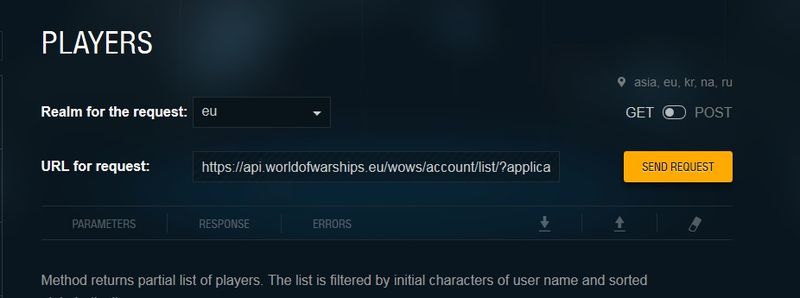 PLAYERS
asia, eu, kr, na, ru
Realm for the request: eu GET POST
URL for request: https://api.worldofwarships.eu/wows/account/list/?applica SEND REQUEST
PARAMETERS RESPONSE ERRORS
Method returns partial list of players. The list is filtered by initial characters of user name and sorted